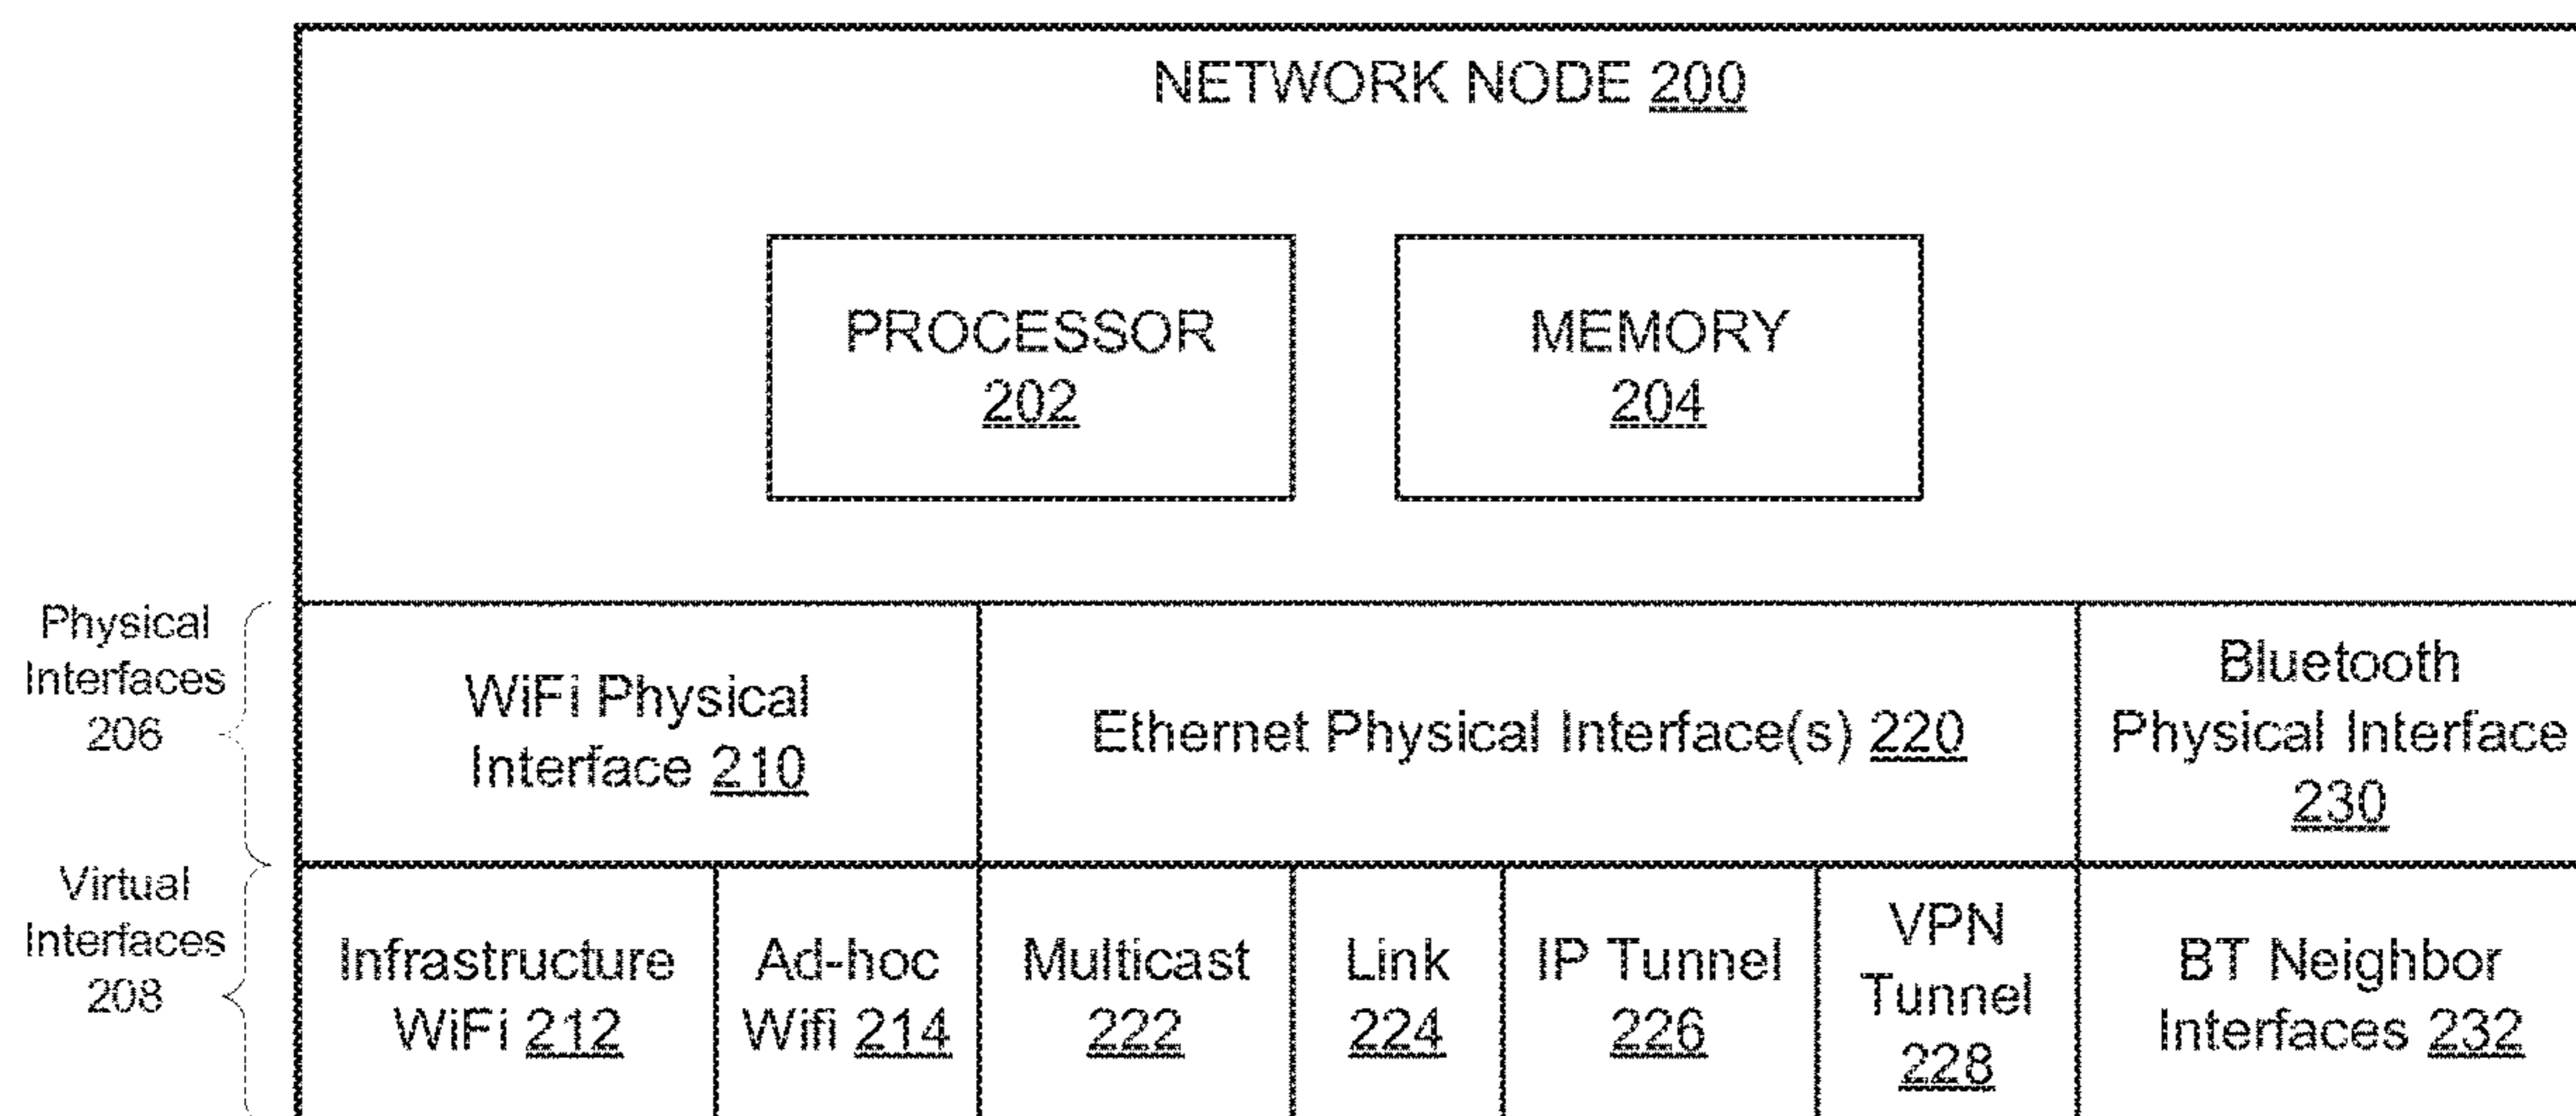 NETWORK NODE 200
PROCESSOR
202
MEMORY
204
Physical
Interfaces
206
WiFi Physical
Interface 210
Ethernet Physical Interface(s) 220
Bluetooth
Physical Interface
230
Virtual
Interfaces
208
Infrastructure
WiFi 212
Ad-hoc
Wifi 214
Multicast
222
Link
224
IP Tunnel
226
VPN
Tunnel
228
BT Neighbor
Interfaces 232